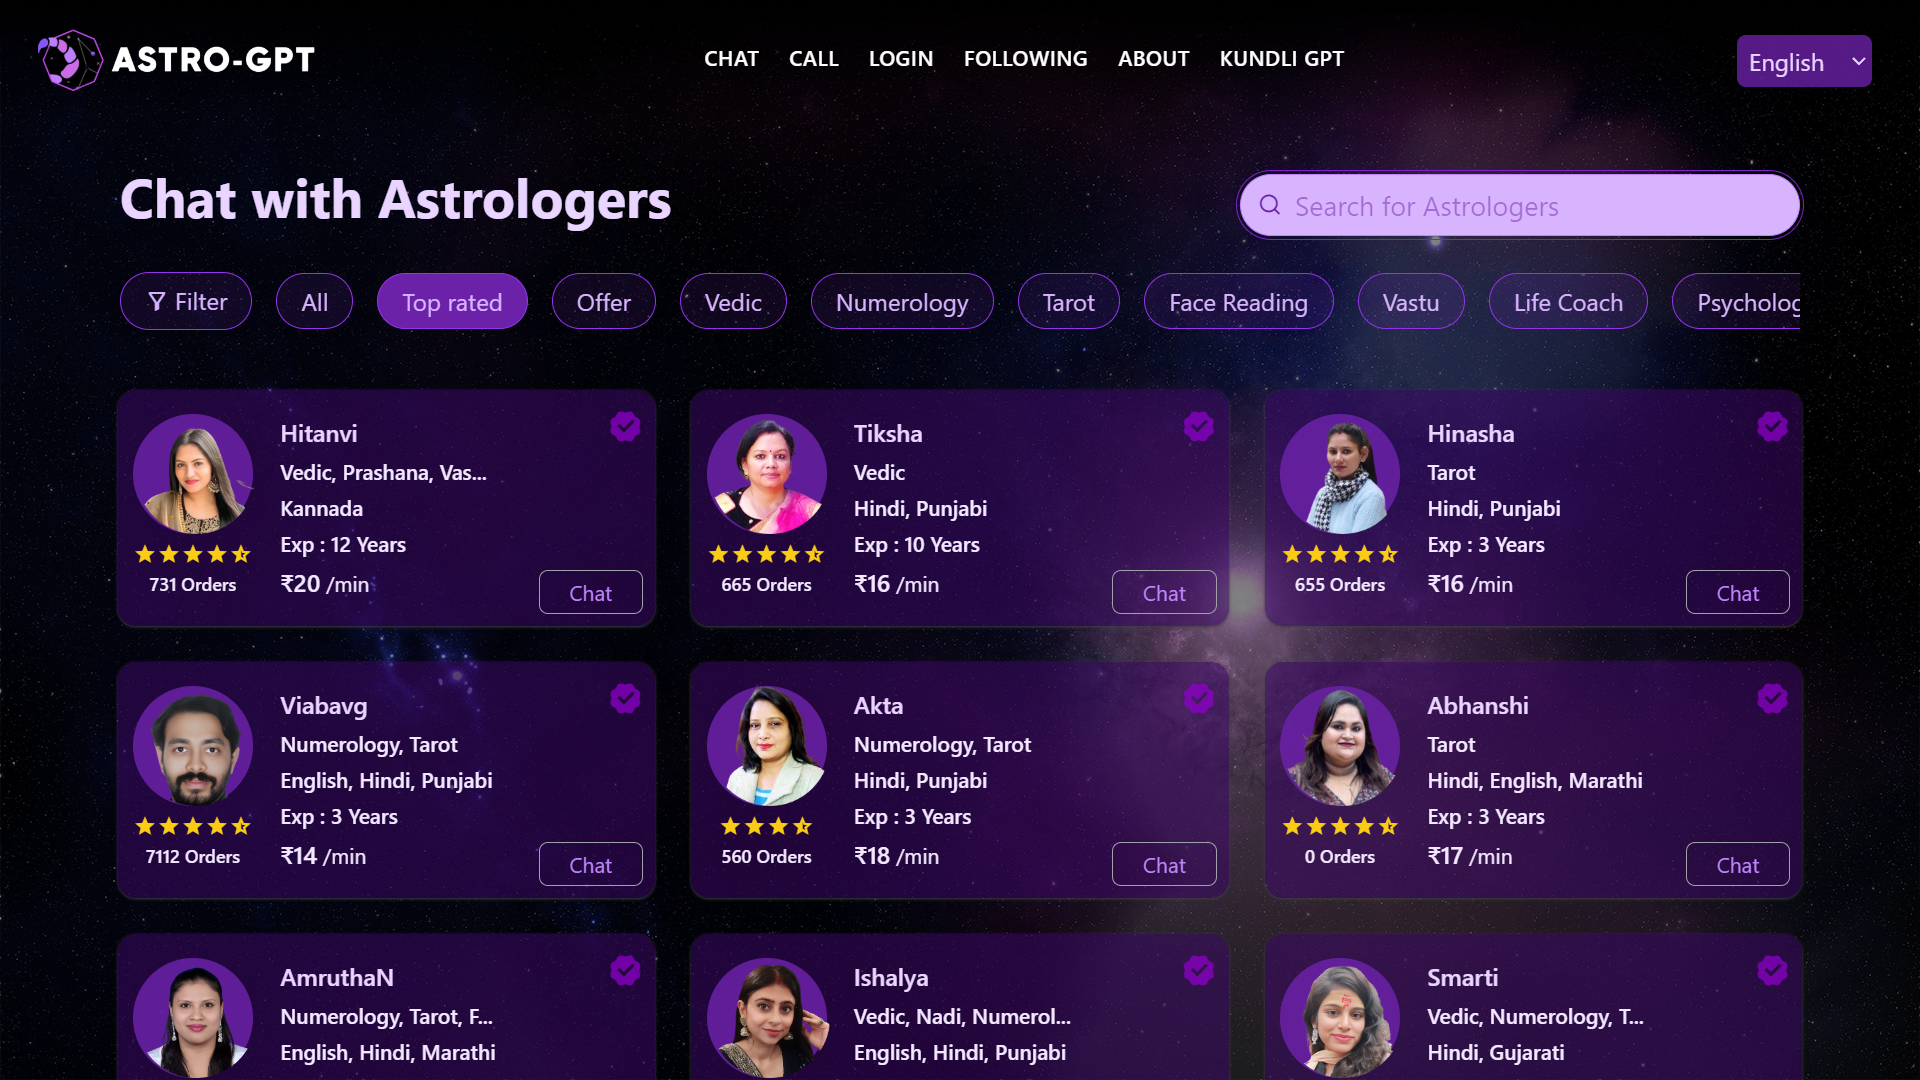 ASTRO-GPT
CHAT CALL LOGIN FOLLOWING ABOUT KUNDLI GPT
English
Chat with Astrologers
Search for Astrologers
Filter All Top rated Offer Vedic Numerology Tarot Face Reading Vastu Life Coach Psycholog
Hitanvi
Vedic, Prashana, Vas...
Kannada
Exp : 12 Years
731 Orders
₹20 /min
Chat
Tiksha
Vedic
Hindi, Punjabi
Exp : 10 Years
665 Orders
₹16 /min
Chat
Hinasha
Tarot
Hindi, Punjabi
Exp : 3 Years
655 Orders
₹16 /min
Chat
Viabavg
Numerology, Tarot
English, Hindi, Punjabi
Exp : 3 Years
7112 Orders
₹14 /min
Chat
Akta
Numerology, Tarot
Hindi, Punjabi
Exp : 3 Years
560 Orders
₹18 /min
Chat
Abhanshi
Tarot
Hindi, English, Marathi
Exp : 3 Years
0 Orders
₹17 /min
Chat
AmruthaN
Numerology, Tarot, F...
English, Hindi, Marathi
Ishalya
Vedic, Nadi, Numerol...
English, Hindi, Punjabi
Smarti
Vedic, Numerology, T...
Hindi, Gujarati